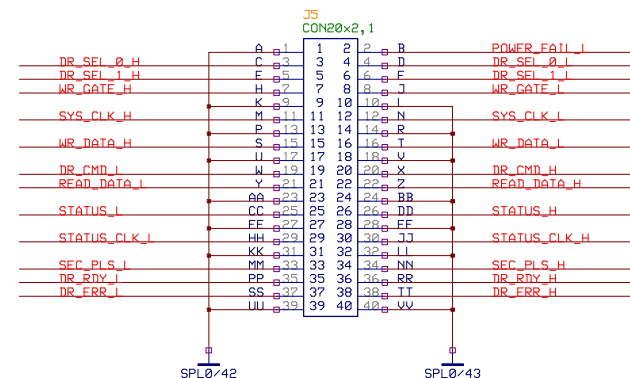 J5
CON20x2,1
A 1 1 2 2 B POWER_FAIL_L
DR_SEL_0_H C 3 3 4 4 D DR_SEL_0_L
DR_SEL_1_H E 5 5 6 6 F DR_SEL_1_L
WR_GATE_H H 7 7 8 8 J WR_GATE_L
K 9 9 10 10 L
SYS_CLK_H M 11 11 12 12 N SYS_CLK_L
P 13 13 14 14 R
WR_DATA_H S 15 15 16 16 T WR_DATA_L
U 17 17 18 18 V
DR_CMD_L W 19 19 20 20 X DR_CMD_H
READ_DATA_L Y 21 21 22 22 Z READ_DATA_H
AA 23 23 24 24 BB
STATUS_L CC 25 25 26 26 DD STATUS_H
EE 27 27 28 28 FF
STATUS_CLK_L HH 29 29 30 30 JJ STATUS_CLK_H
KK 31 31 32 32 LL
SEC_PLS_L MM 33 33 34 34 NN SEC_PLS_H
DR_RDY_L PP 35 35 36 36 RR DR_RDY_H
DR_ERR_L SS 37 37 38 38 TT DR_ERR_H
UU 39 39 40 40 VV
SPL0/42 SPL0/43